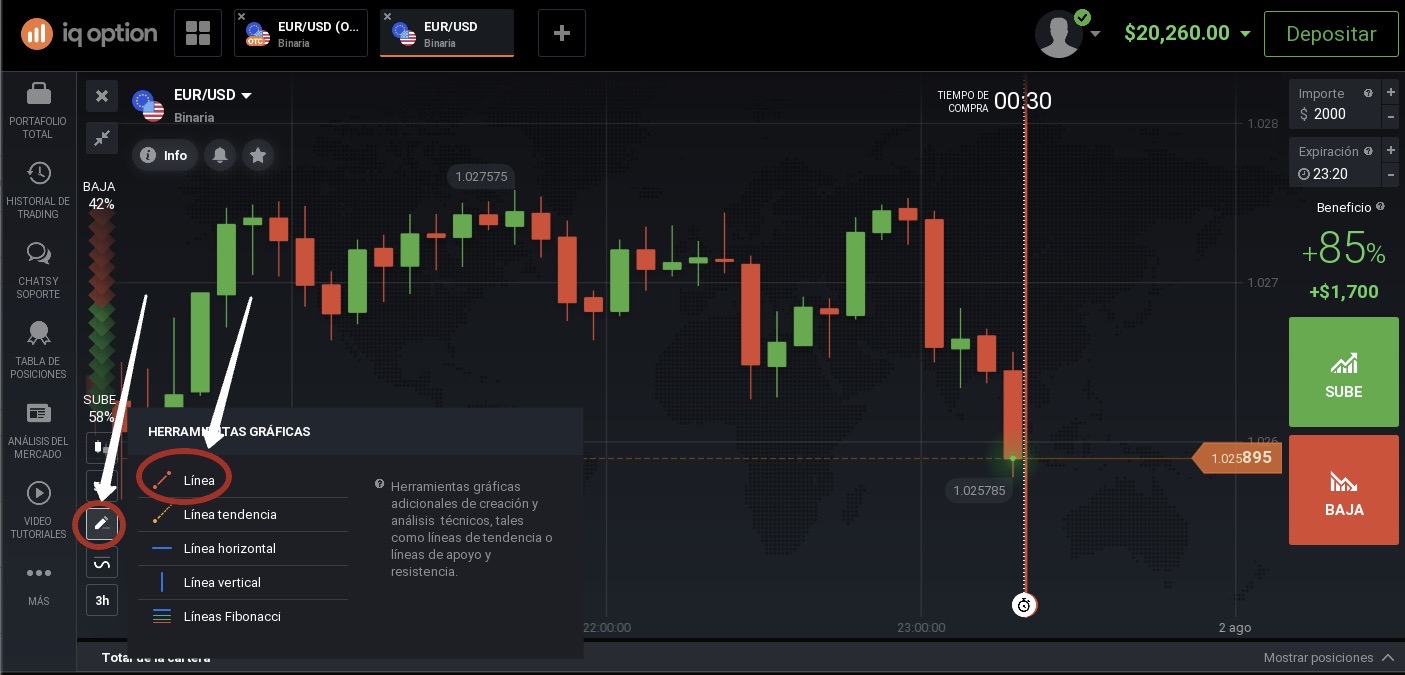 iq option
EUR/USD (O...
Binaria
OTC
EUR/USD
Binaria
$20,260.00
Depositar
PORTAFOLIO
TOTAL
HISTORIAL DE
TRADING
CHATS Y
SOPORTE
TABLA DE
POSICIONES
ANÁLISIS DEL
MERCADO
VIDEO
TUTORIALES
MÁS
EUR/USD
Binaria
Info
BAJA
42%
SUBE
58%
3h
TIEMPO DE
COMPRA
00:30
1.027575
1.025785
1.028
1.027
1.026
1.025895
22:00:00
23:00:00
2 ago
HERRAMIENTAS GRÁFICAS
Línea
Línea tendencia
Línea horizontal
Línea vertical
Líneas Fibonacci
Herramientas gráficas
adicionales de creación y
análisis técnicos, tales
como líneas de tendencia o
líneas de apoyo y
resistencia.
Importe
$ 2000
+
-
Expiración
23:20
+
-
Beneficio
+85%
+$1,700
SUBE
BAJA
Total de la cartera
Mostrar posiciones